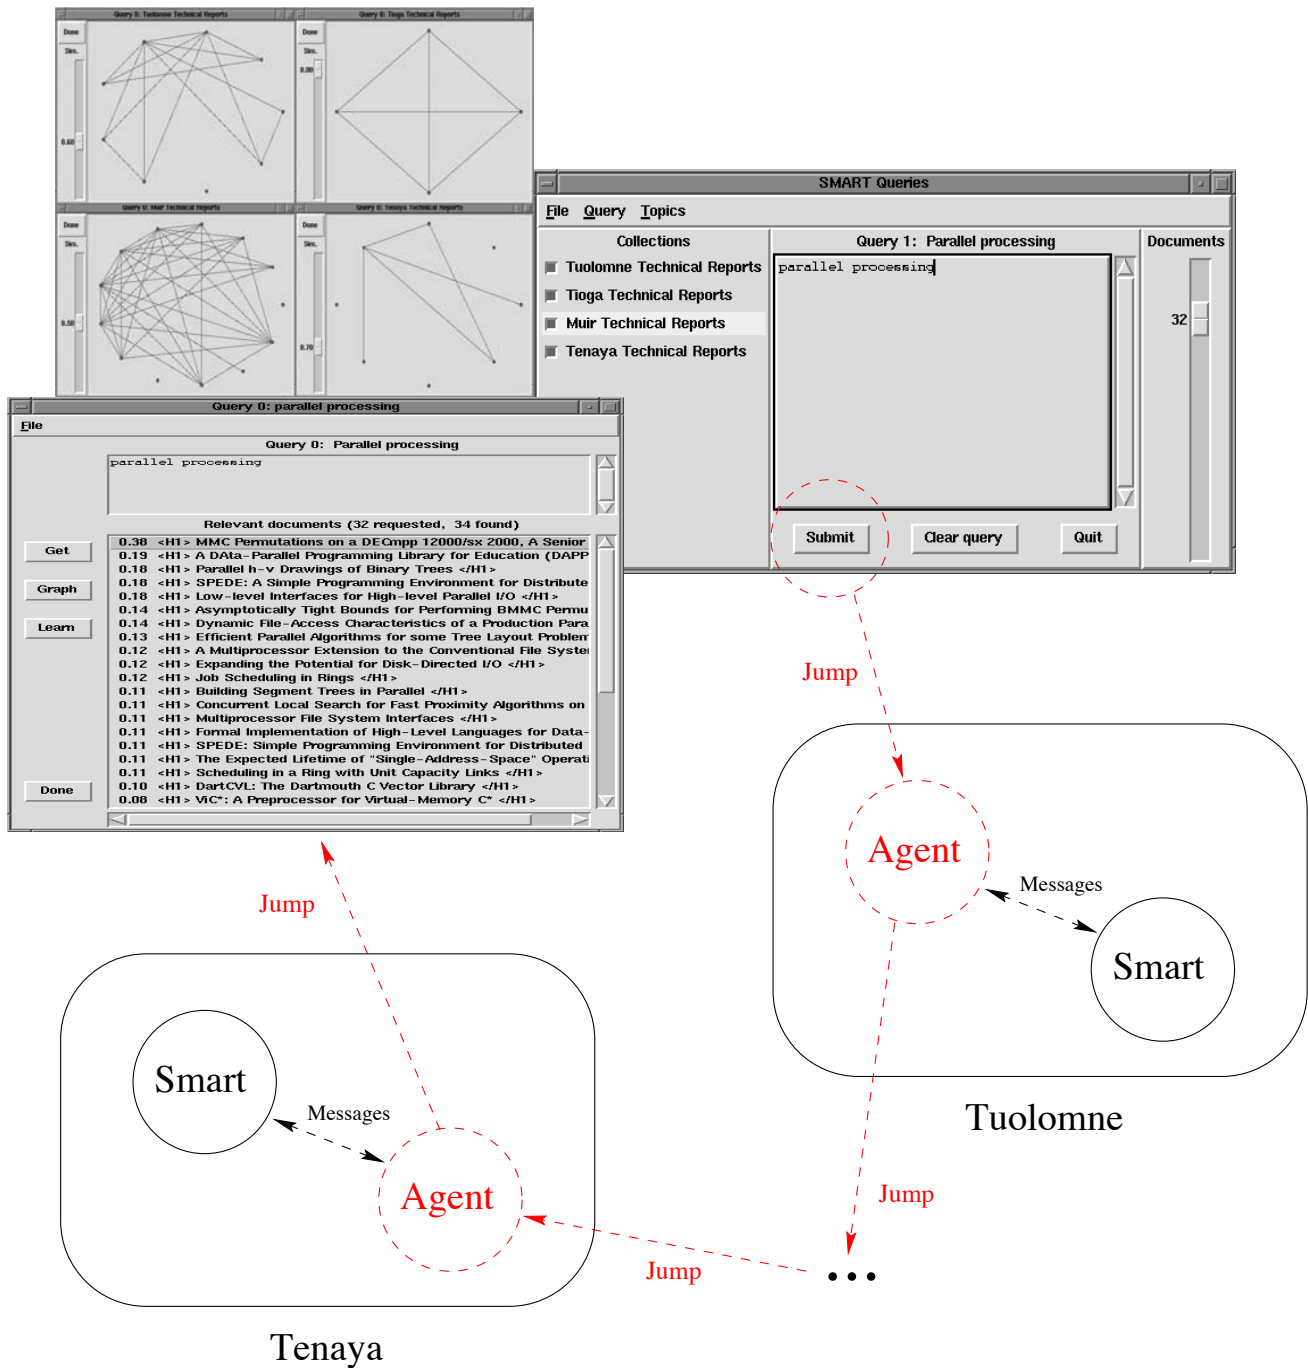 Query 0: Tuolomne Technical Reports
Done
Sim.
0.60
Query 0: Tioga Technical Reports
Done
Sim.
0.00
Query 0: Muir Technical Reports
Done
Sim.
0.50
Query 0: Tenaya Technical Reports
Done
Sim.
0.70
SMART Queries
File Query Topics
Collections
Tuolomne Technical Reports
Tioga Technical Reports
Muir Technical Reports
Tenaya Technical Reports
Query 1: Parallel processing
parallel processing
Documents
32
Submit
Clear query
Quit
Query 0: parallel processing
File
Query 0: Parallel processing
parallel processing
Relevant documents (32 requested, 34 found)
Get
Graph
Learn
Done
0.38 <H1> MMC Permutations on a DECmpp 12000/sx 2000, A Senior
0.19 <H1> A DAta-Parallel Programming Library for Education (DAPP
0.18 <H1> Parallel h-v Drawings of Binary Trees </H1>
0.18 <H1> SPEDE: A Simple Programming Environment for Distribute
0.18 <H1> Low-level Interfaces for High-level Parallel I/O </H1>
0.14 <H1> Asymptotically Tight Bounds for Performing BMMC Permu
0.14 <H1> Dynamic File-Access Characteristics of a Production Para
0.13 <H1> Efficient Parallel Algorithms for some Tree Layout Problem
0.12 <H1> A Multiprocessor Extension to the Conventional File Syste
0.12 <H1> Expanding the Potential for Disk-Directed I/O </H1>
0.12 <H1> Job Scheduling in Rings </H1>
0.11 <H1> Building Segment Trees in Parallel </H1>
0.11 <H1> Concurrent Local Search for Fast Proximity Algorithms on
0.11 <H1> Multiprocessor File System Interfaces </H1>
0.11 <H1> Formal Implementation of High-Level Languages for Data-
0.11 <H1> SPEDE: Simple Programming Environment for Distributed
0.11 <H1> The Expected Lifetime of "Single-Address-Space" Operati
0.11 <H1> Scheduling in a Ring with Unit Capacity Links </H1>
0.10 <H1> DartCVL: The Dartmouth C Vector Library </H1>
0.08 <H1> ViC*: A Preprocessor for Virtual-Memory C* </H1>
Jump
Agent
Messages
Smart
Tuolomne
Jump
...
Jump
Jump
Smart
Messages
Agent
Tenaya